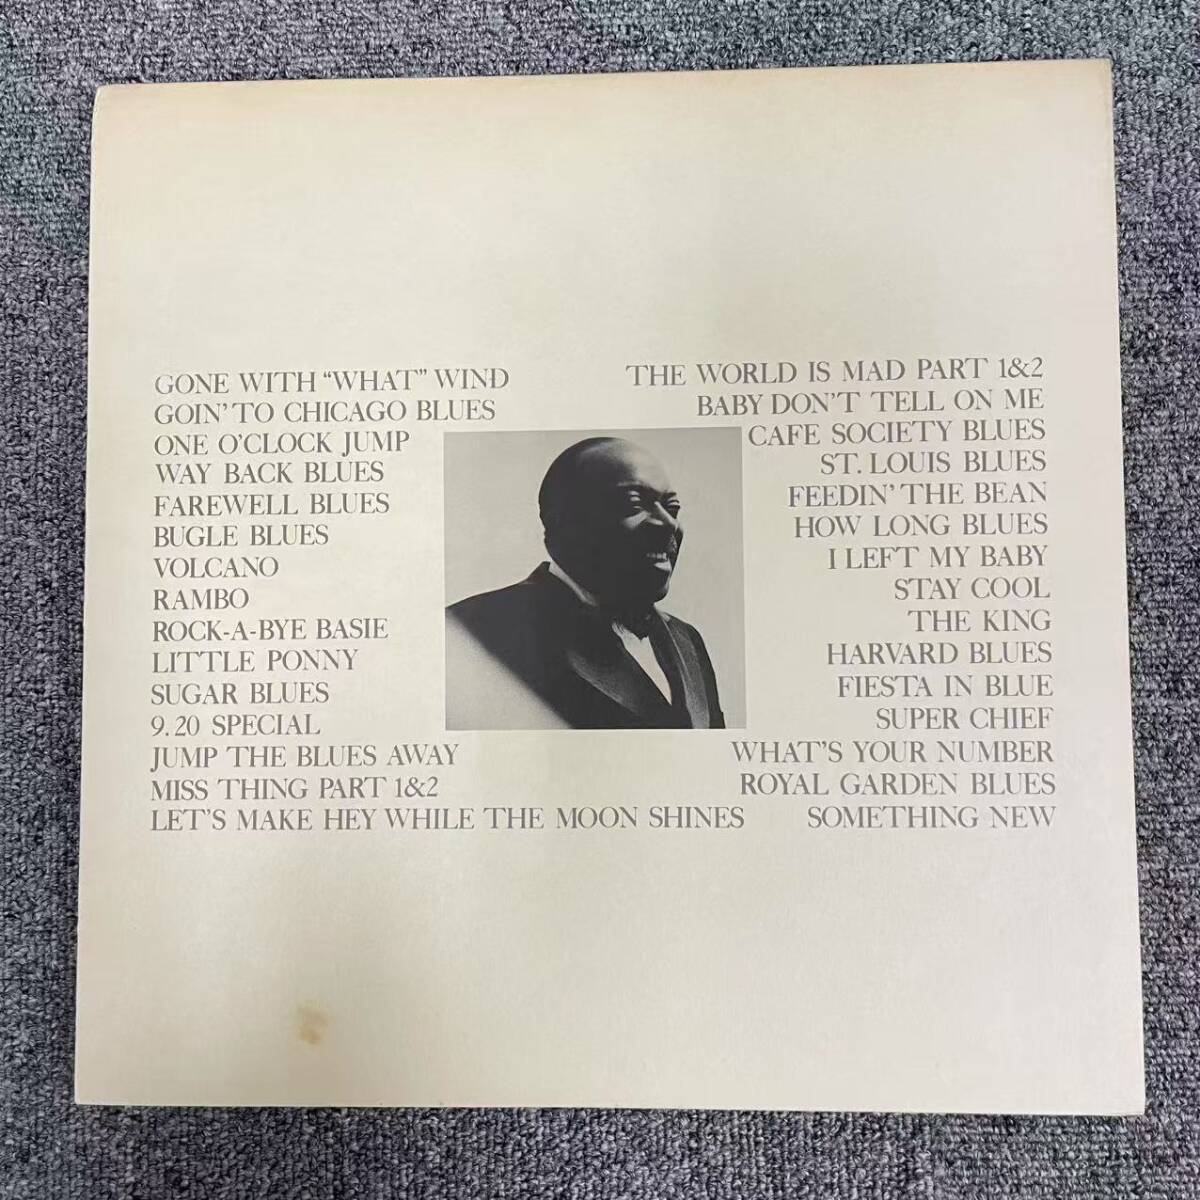 GONE WITH “WHAT” WIND
GOIN’ TO CHICAGO BLUES
ONE O’CLOCK JUMP
WAY BACK BLUES
FAREWELL BLUES
BUGLE BLUES
VOLCANO
RAMBO
ROCK-A-BYE BASIE
LITTLE PONNY
SUGAR BLUES
9.20 SPECIAL
JUMP THE BLUES AWAY
MISS THING PART 1&2
LET’S MAKE HEY WHILE THE MOON SHINES
THE WORLD IS MAD PART 1&2
BABY DON’T TELL ON ME
CAFE SOCIETY BLUES
ST. LOUIS BLUES
FEEDIN’ THE BEAN
HOW LONG BLUES
I LEFT MY BABY
STAY COOL
THE KING
HARVARD BLUES
FIESTA IN BLUE
SUPER CHIEF
WHAT’S YOUR NUMBER
ROYAL GARDEN BLUES
SOMETHING NEW